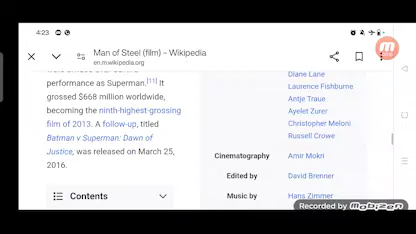 4:23
Man of Steel (film) - Wikipedia
en.m.wikipedia.org
performance as Superman.[11] It
grossed $668 million worldwide,
becoming the ninth-highest-grossing
film of 2013. A follow-up, titled
Batman v Superman: Dawn of
Justice, was released on March 25,
2016.
Contents
Diane Lane
Laurence Fishburne
Antje Traue
Ayelet Zurer
Christopher Meloni
Russell Crowe
Cinematography Amir Mokri
Edited by David Brenner
Music by Hans Zimmer
Recorded by Mobizen